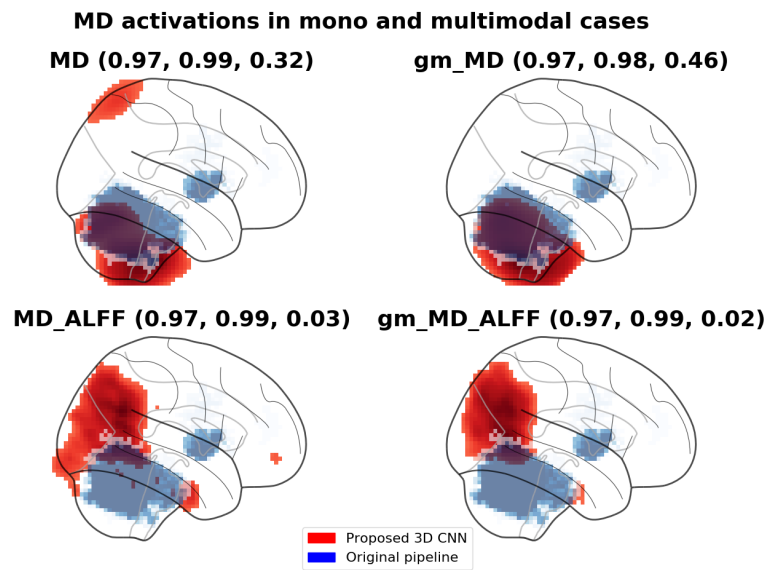 MD activations in mono and multimodal cases
MD (0.97, 0.99, 0.32)
gm_MD (0.97, 0.98, 0.46)
MD_ALFF (0.97, 0.99, 0.03)
gm_MD_ALFF (0.97, 0.99, 0.02)
Proposed 3D CNN
Original pipeline